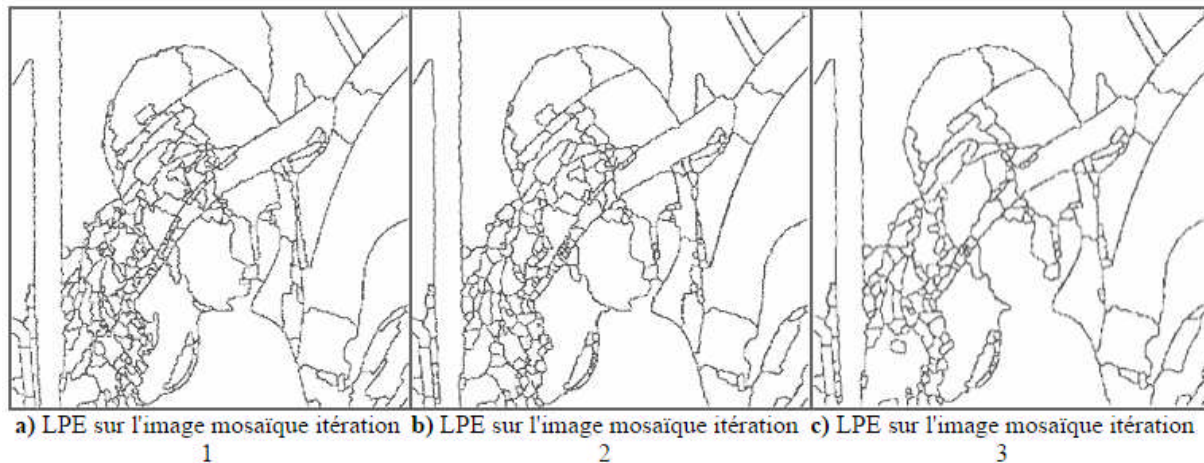 a) LPE sur l'image mosaïque itération
1
b) LPE sur l'image mosaïque itération
2
c) LPE sur l'image mosaïque itération
3